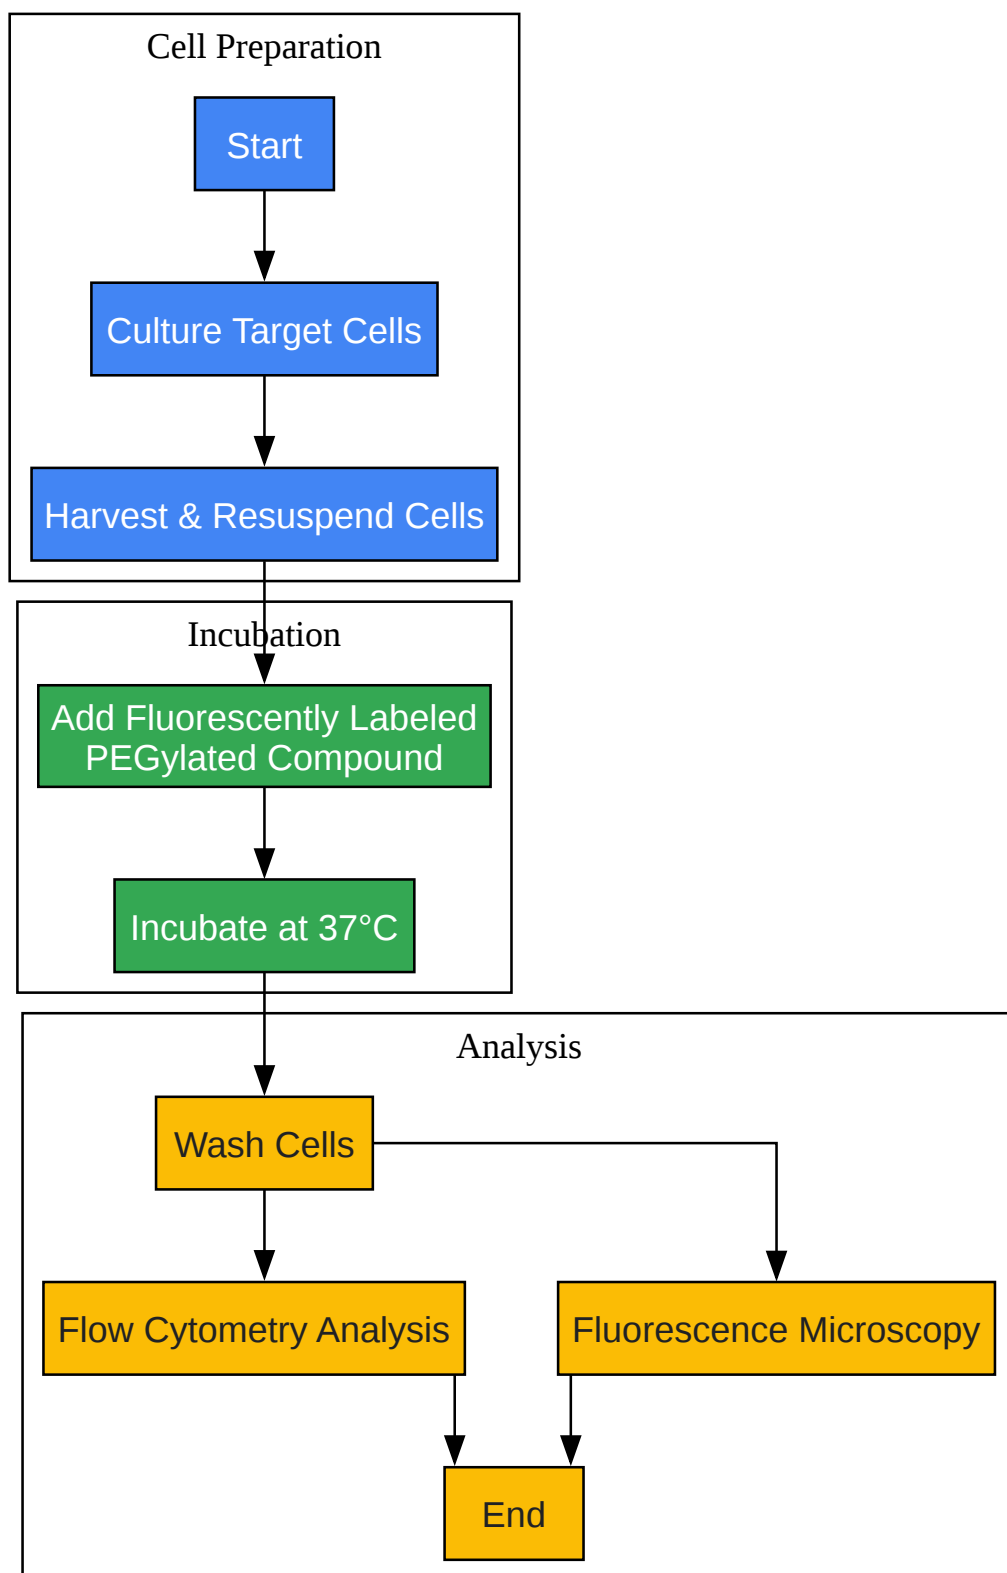 Cell Preparation
Start
Culture Target Cells
Harvest & Resuspend Cells
Incubation
Add Fluorescently Labeled
PEGylated Compound
Incubate at 37°C
Analysis
Wash Cells
Flow Cytometry Analysis
Fluorescence Microscopy
End